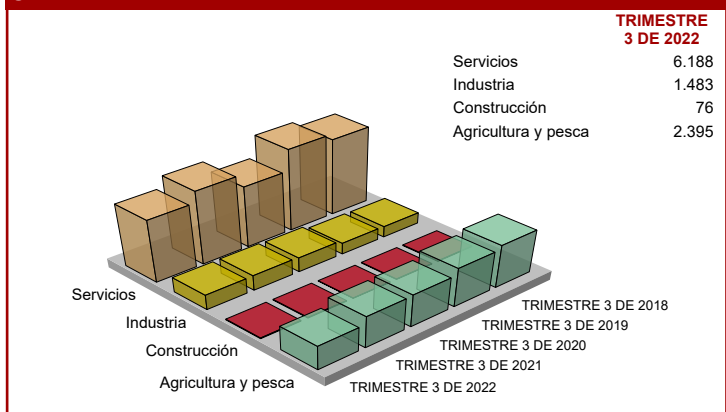 TRIMESTRE
3 DE 2022
Servicios 6.188
Industria 1.483
Construcción 76
Agricultura y pesca 2.395
Servicios
Industria
Construcción
Agricultura y pesca
TRIMESTRE 3 DE 2018
TRIMESTRE 3 DE 2019
TRIMESTRE 3 DE 2020
TRIMESTRE 3 DE 2021
TRIMESTRE 3 DE 2022